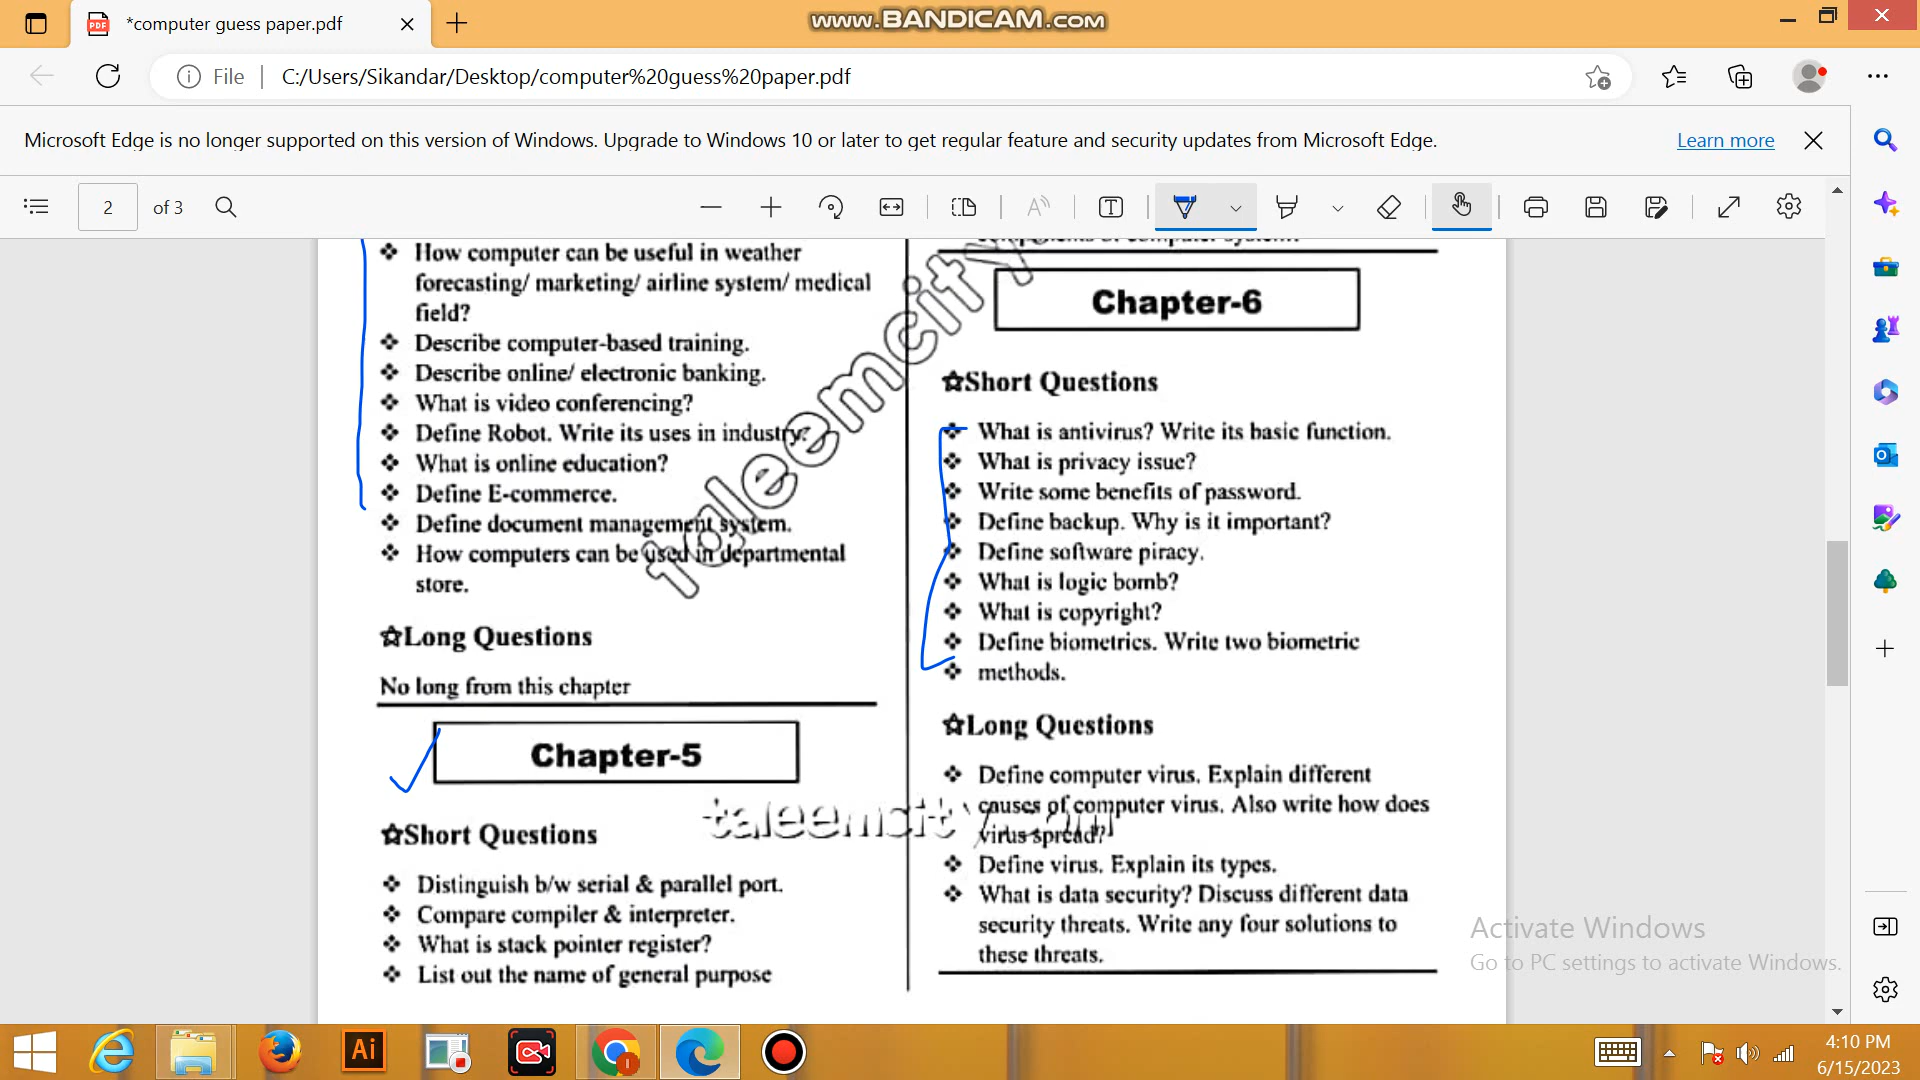 *computer guess paper.pdf
www.BANDICAM.com
File
C:/Users/Sikandar/Desktop/computer%20guess%20paper.pdf
Microsoft Edge is no longer supported on this version of Windows. Upgrade to Windows 10 or later to get regular feature and security updates from Microsoft Edge.
Learn more
2 of 3
How computer can be useful in weather
forecasting/ marketing/ airline system/ medical
field?
Describe computer-based training.
Describe online/ electronic banking.
What is video conferencing?
Define Robot. Write its uses in industry.
What is online education?
Define E-commerce.
Define document management system.
How computers can be used in departmental
store.
☆Long Questions
No long from this chapter
Chapter-5
☆Short Questions
Distinguish b/w serial & parallel port.
Compare compiler & interpreter.
What is stack pointer register?
List out the name of general purpose
components of computer system.
Chapter-6
☆Short Questions
What is antivirus? Write its basic function.
What is privacy issue?
Write some benefits of password.
Define backup. Why is it important?
Define software piracy.
What is logic bomb?
What is copyright?
Define biometrics. Write two biometric
methods.
☆Long Questions
Define computer virus. Explain different
causes of computer virus. Also write how does
virus spread?
Define virus. Explain its types.
What is data security? Discuss different data
security threats. Write any four solutions to
these threats.
taleemcity
taleemcity.com
Activate Windows
Go to PC settings to activate Windows.
Ai
4:10 PM
6/15/2023